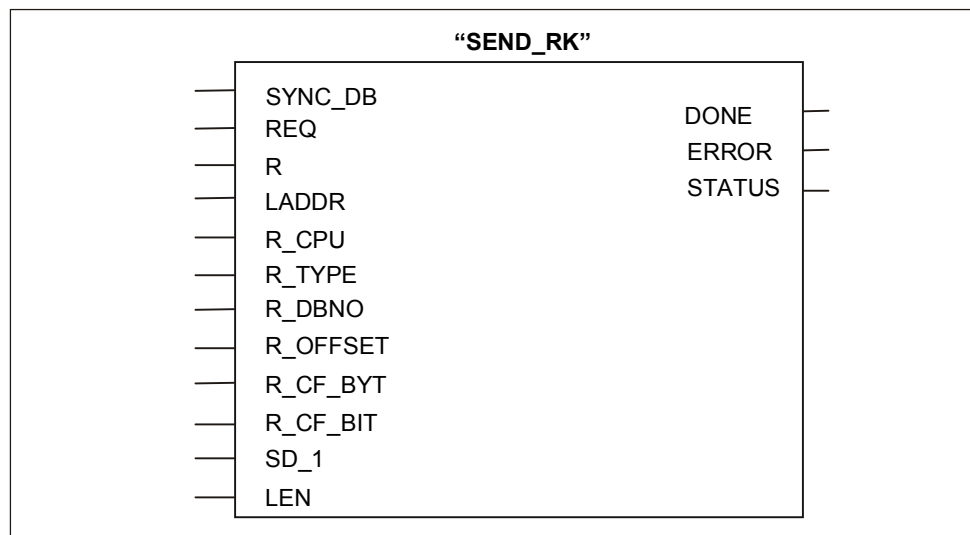 “SEND_RK”
SYNC_DB
REQ
R
LADDR
R_CPU
R_TYPE
R_DBNO
R_OFFSET
R_CF_BYT
R_CF_BIT
SD_1
LEN
DONE
ERROR
STATUS